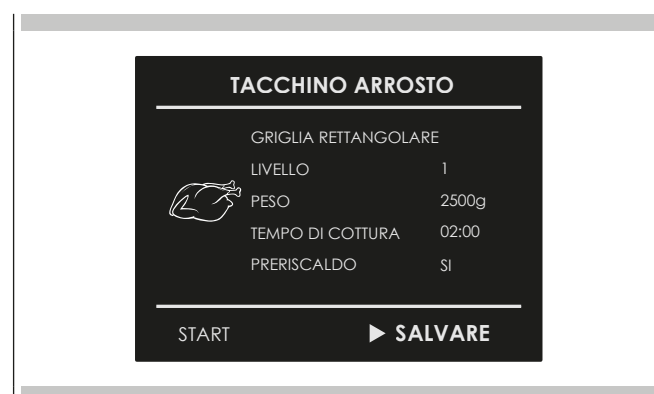 TACCHINO ARROSTO
GRIGLIA RETTANGOLARE
LIVELLO 1
PESO 2500g
TEMPO DI COTTURA 02:00
PRERISCALDO SI
START ▶ SALVARE